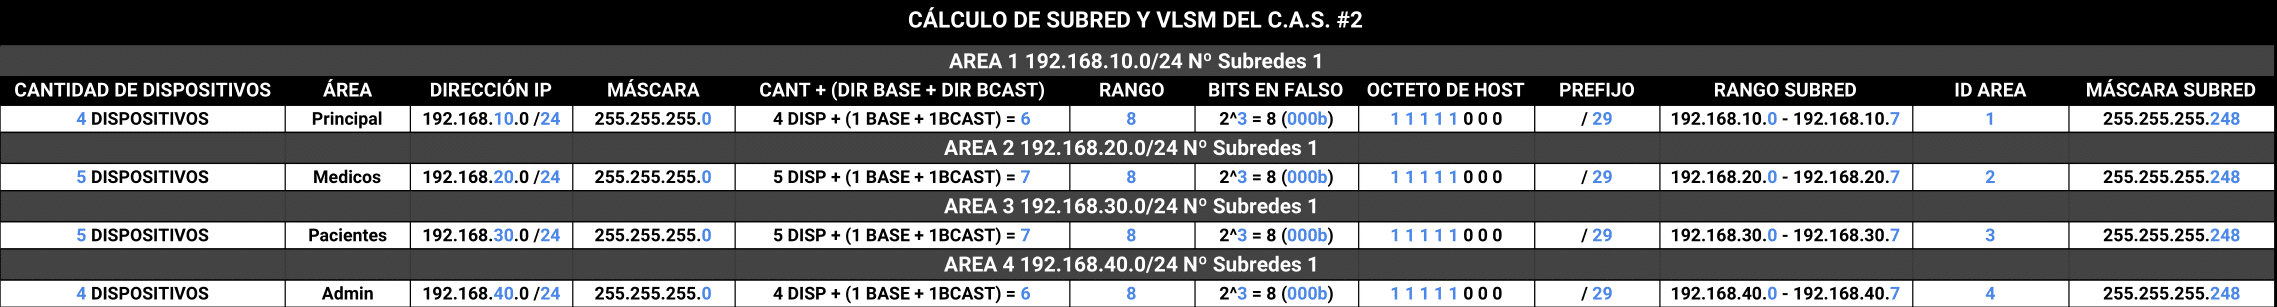 CÁLCULO DE SUBRED Y VLSM DEL C.A.S. #2
AREA 1 192.168.10.0/24 Nº Subredes 1
CANTIDAD DE DISPOSITIVOS ÁREA DIRECCIÓN IP MÁSCARA CANT + (DIR BASE + DIR BCAST) RANGO BITS EN FALSO OCTETO DE HOST PREFIJO RANGO SUBRED ID AREA MÁSCARA SUBRED
4 DISPOSITIVOS Principal 192.168.10.0 /24 255.255.255.0 4 DISP + (1 BASE + 1BCAST) = 6 8 2^3 = 8 (000b) 1 1 1 1 1 0 0 0 / 29 192.168.10.0 - 192.168.10.7 1 255.255.255.248
AREA 2 192.168.20.0/24 Nº Subredes 1
5 DISPOSITIVOS Medicos 192.168.20.0 /24 255.255.255.0 5 DISP + (1 BASE + 1BCAST) = 7 8 2^3 = 8 (000b) 1 1 1 1 1 0 0 0 / 29 192.168.20.0 - 192.168.20.7 2 255.255.255.248
AREA 3 192.168.30.0/24 Nº Subredes 1
5 DISPOSITIVOS Pacientes 192.168.30.0 /24 255.255.255.0 5 DISP + (1 BASE + 1BCAST) = 7 8 2^3 = 8 (000b) 1 1 1 1 1 0 0 0 / 29 192.168.30.0 - 192.168.30.7 3 255.255.255.248
AREA 4 192.168.40.0/24 Nº Subredes 1
4 DISPOSITIVOS Admin 192.168.40.0 /24 255.255.255.0 4 DISP + (1 BASE + 1BCAST) = 6 8 2^3 = 8 (000b) 1 1 1 1 1 0 0 0 / 29 192.168.40.0 - 192.168.40.7 4 255.255.255.248